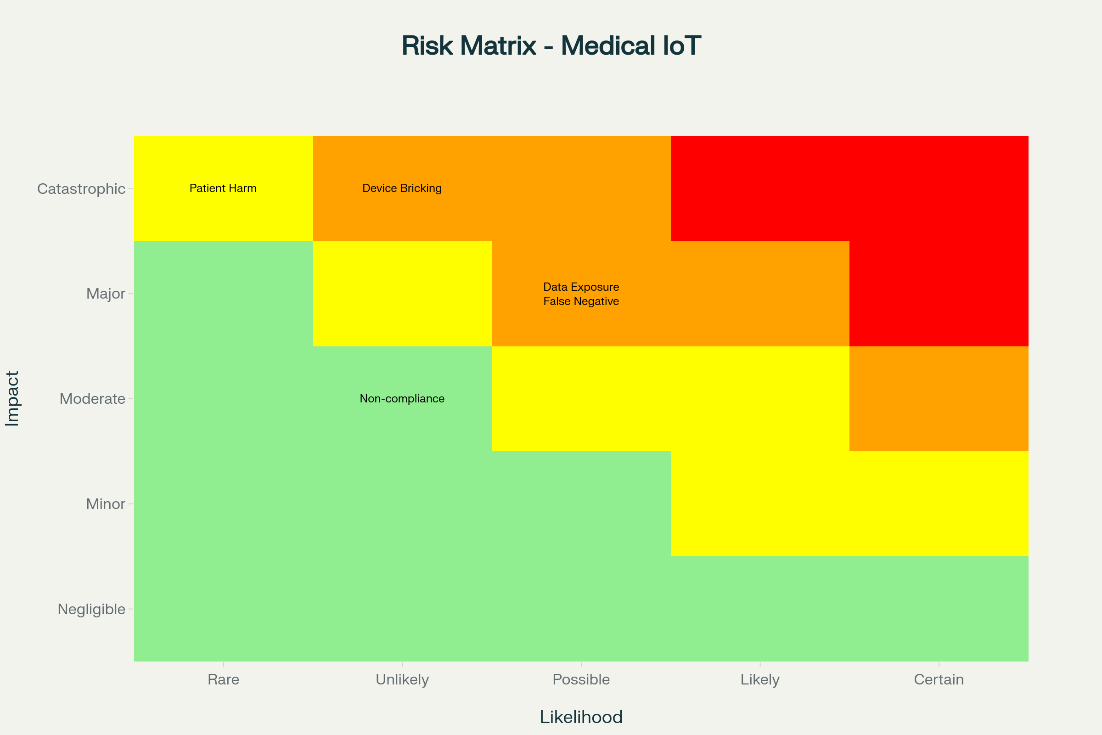 Risk Matrix - Medical IoT
Catastrophic
Patient Harm
Device Bricking
Major
Data Exposure
False Negative
Impact
Moderate
Non-compliance
Minor
Negligible
Rare
Unlikely
Possible
Likely
Certain
Likelihood